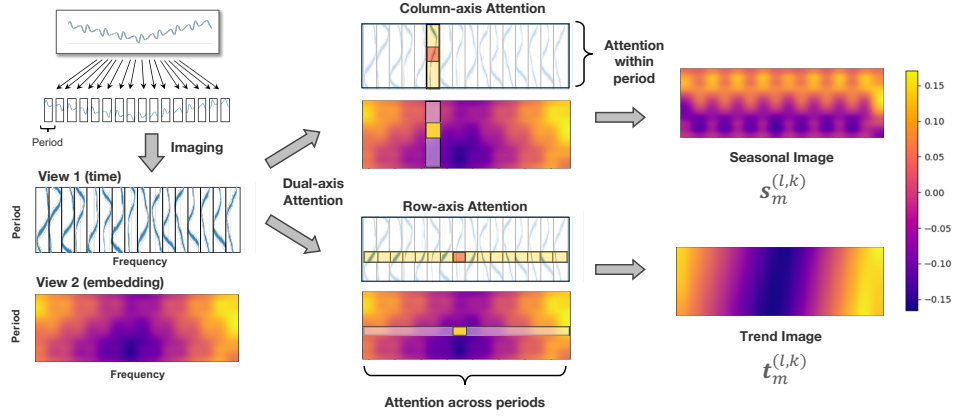 Period
Imaging
View 1 (time)
Period
Frequency
View 2 (embedding)
Period
Frequency
Dual-axis
Attention
Column-axis Attention
Attention
within
period
Row-axis Attention
Attention across periods
Seasonal Image
s_m^{(l,k)}
Trend Image
t_m^{(l,k)}
0.15
0.10
0.05
0.00
−0.05
−0.10
−0.15